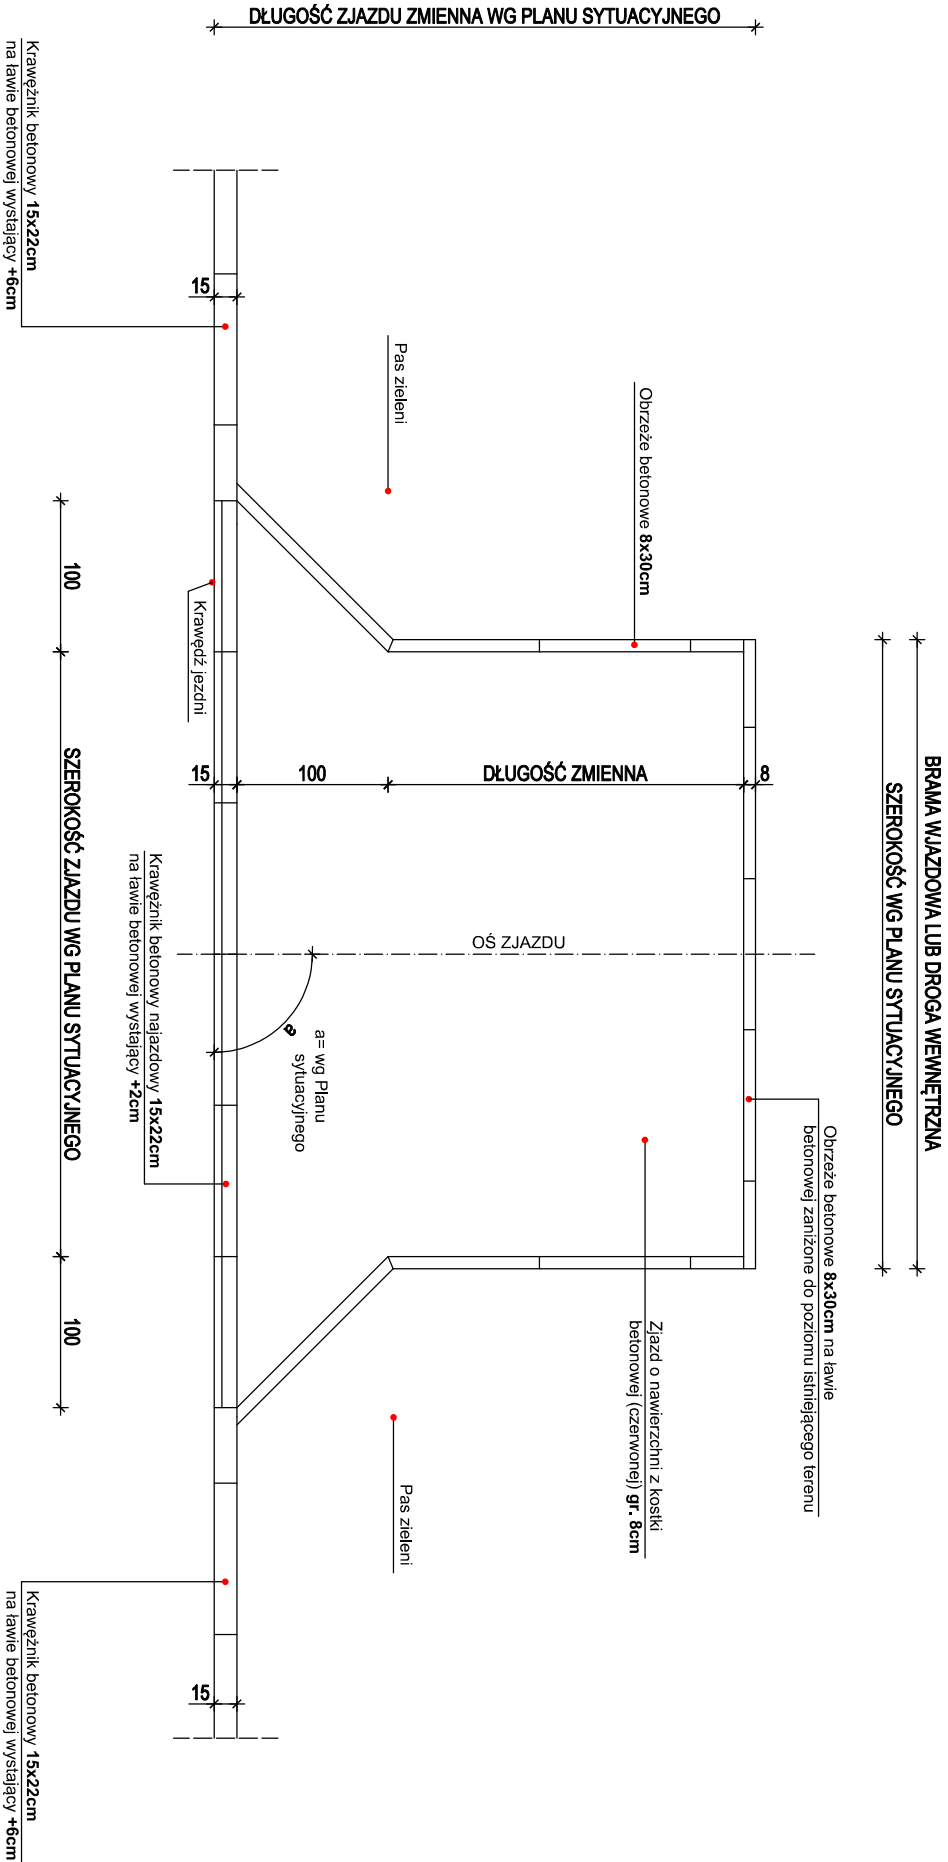 BRAMA WJAZDOWA LUB DROGA WEWNĘTRZNA
SZEROKOŚĆ WG PLANU SYTUACYJNEGO
DŁUGOŚĆ ZJAZDU ZMIENNA WG PLANU SYTUACYJNEGO
Obrzeże betonowe 8x30cm na ławie
betonowej zaniżone do poziomu istniejącego terenu
8
Obrzeże betonowe 8x30cm
Zjazd o nawierzchni z kostki
betonowej (czerwonej) gr. 8cm
DŁUGOŚĆ ZMIENNA
OŚ ZJAZDU
Pas zieleni
Pas zieleni
100
a= wg Planu
sytuacyjnego
a
15
15
15
Krawędź jezdni
Krawężnik betonowy najazdowy 15x22cm
na ławie betonowej wystający +2cm
100
SZEROKOŚĆ ZJAZDU WG PLANU SYTUACYJNEGO
100
Krawężnik betonowy 15x22cm
na ławie betonowej wystający +6cm
Krawężnik betonowy 15x22cm
na ławie betonowej wystający +6cm